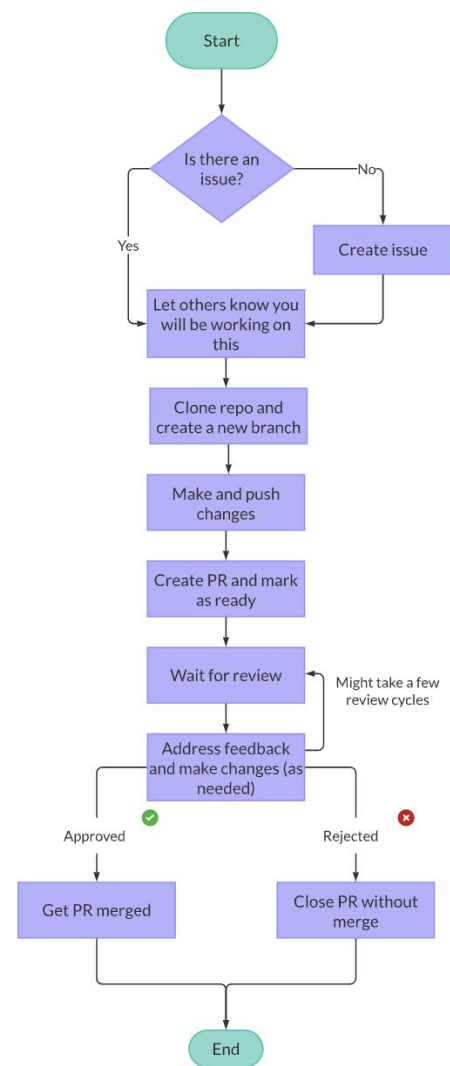 Start
Is there an
issue?
No
Yes
Create issue
Let others know you
will be working on
this
Clone repo and
create a new branch
Make and push
changes
Create PR and mark
as ready
Wait for review
Might take a few
review cycles
Address feedback
and make changes (as
needed)
Approved
Rejected
Get PR merged
Close PR without
merge
End